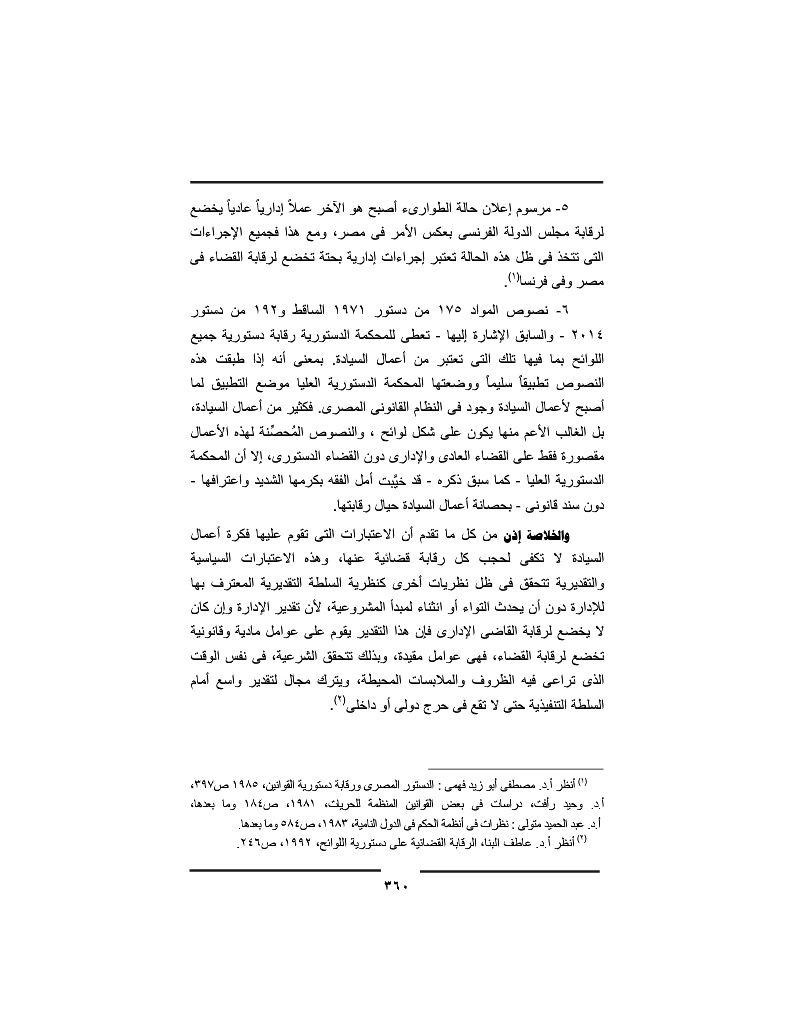 ٥- مرسوم إعلان حالة الطوارىء أصبح هو الآخر عملاً إدارياً عادياً يخضع
لرقابة مجلس الدولة الفرنسى بعكس الأمر فى مصر، ومع هذا فجميع الإجراءات
التى تتخذ فى ظل هذه الحالة تعتبر إجراءات إدارية بحتة تخضع لرقابة القضاء فى
مصر وفى فرنسا(١).
٦- نصوص المواد ١٧٥ من دستور ١٩٧١ الساقط و١٩٢ من دستور
٢٠١٤ - والسابق الإشارة إليها - تعطى للمحكمة الدستورية رقابة دستورية جميع
اللوائح بما فيها تلك التى تعتبر من أعمال السيادة. بمعنى أنه إذا طبقت هذه
النصوص تطبيقاً سليماً ووضعتها المحكمة الدستورية العليا موضع التطبيق لما
أصبح لأعمال السيادة وجود فى النظام القانونى المصرى. فكثير من أعمال السيادة،
بل الغالب الأعم منها يكون على شكل لوائح ، والنصوص المُحصِّنة لهذه الأعمال
مقصورة فقط على القضاء العادى والإدارى دون القضاء الدستورى، إلا أن المحكمة
الدستورية العليا - كما سبق ذكره - قد خيَّبت أمل الفقه بكرمها الشديد واعترافها -
دون سند قانونى - بحصانة أعمال السيادة حيال رقابتها.
والخلاصة إذن من كل ما تقدم أن الاعتبارات التى تقوم عليها فكرة أعمال
السيادة لا تكفى لحجب كل رقابة قضائية عنها، وهذه الاعتبارات السياسية
والتقديرية تتحقق فى ظل نظريات أخرى كنظرية السلطة التقديرية المعترف بها
للإدارة دون أن يحدث التواء أو انثناء لمبدأ المشروعية، لأن تقدير الإدارة وإن كان
لا يخضع لرقابة القاضى الإدارى فإن هذا التقدير يقوم على عوامل مادية وقانونية
تخضع لرقابة القضاء، فهى عوامل مقيدة، وبذلك تتحقق الشرعية، فى نفس الوقت
الذى تراعى فيه الظروف والملابسات المحيطة، ويترك مجال لتقدير واسع أمام
السلطة التنفيذية حتى لا تقع فى حرج دولى أو داخلى(٢).
(١) أنظر أ.د. مصطفى أبو زيد فهمى : الدستور المصرى ورقابة دستورية القوانين، ١٩٨٥ ص٣٩٧،
أ.د. وحيد رأفت، دراسات فى بعض القوانين المنظمة للحريات، ١٩٨١، ص١٨٤ وما بعدها،
أ.د. عبد الحميد متولى : نظرات فى أنظمة الحكم فى الدول النامية، ١٩٨٣، ص٥٨٤ وما بعدها.
(٢) أنظر أ.د. عاطف البنا، الرقابة القضائية على دستورية اللوائح، ١٩٩٢، ص٢٤٦.
٣٦٠